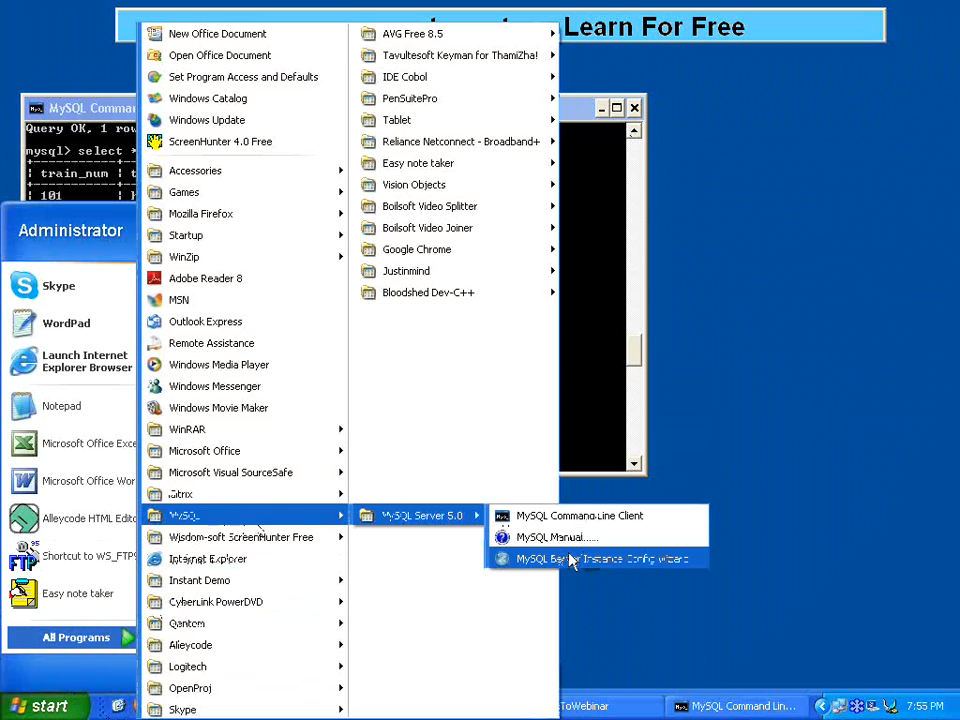 Learn For Free
MySQL Comma
Query OK, 1 row
mysql> select *
| train_num | t
| 101
Administrator
Skype
WordPad
Launch Internet
Explorer Browser
Notepad
Microsoft Office Exce
Microsoft Office Wor
Alleycode HTML Edito
Shortcut to WS_FTP9
FTP
Easy note taker
All Programs
New Office Document
Open Office Document
Set Program Access and Defaults
Windows Catalog
Windows Update
ScreenHunter 4.0 Free
Accessories
Games
Mozilla Firefox
Startup
WinZip
Adobe Reader 8
MSN
Outlook Express
Remote Assistance
Windows Media Player
Windows Messenger
Windows Movie Maker
WinRAR
Microsoft Office
Microsoft Visual SourceSafe
MySQL
Wisdom-soft ScreenHunter Free
Internet Explorer
Instant Demo
CyberLink PowerDVD
Qantom
Alleycode
Logitech
OpenProj
Skype
AVG Free 8.5
Tavultesoft Keyman for ThamiZha!
IDE Cobol
PenSuitePro
Tablet
Reliance Netconnect - Broadband+
Easy note taker
Vision Objects
Boilsoft Video Splitter
Boilsoft Video Joiner
Google Chrome
Justinmind
Bloodshed Dev-C++
MySQL Server 5.0
MySQL Command Line Client
MySQL Manual
MySQL Server Instance Config Wizard
start
ToWebinar
MySQL Command Lin...
7:55 PM